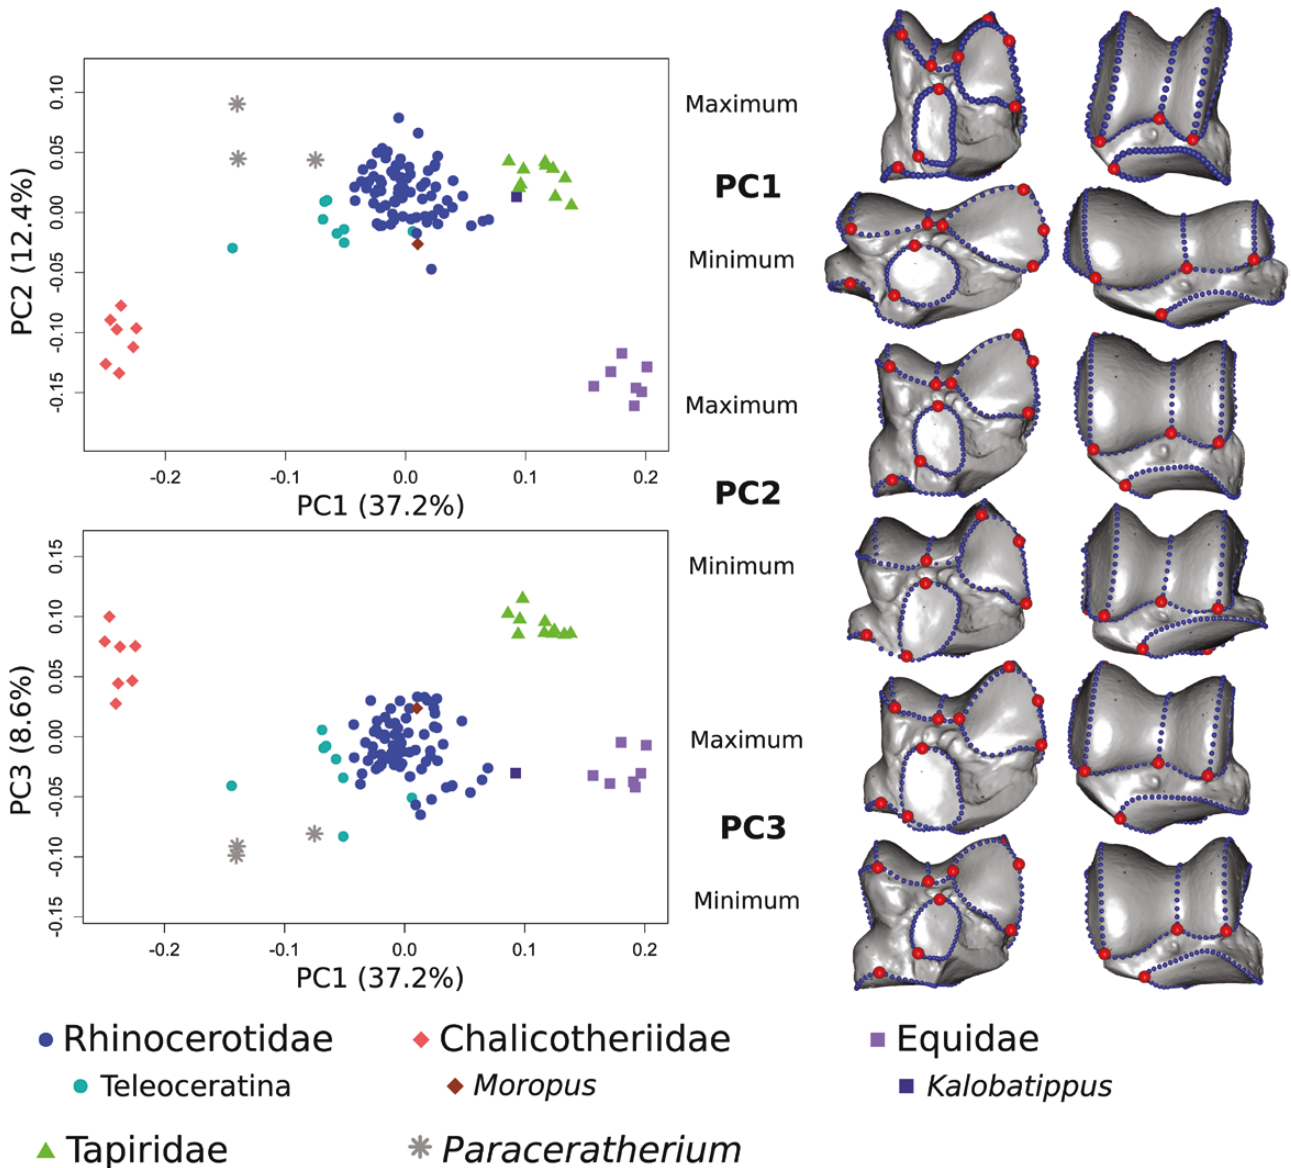 0.10
0.05
0.00
-0.05
-0.10
-0.15
PC2 (12.4%)
-0.2
-0.1
0.0
0.1
0.2
PC1 (37.2%)
0.15
0.10
0.05
0.00
-0.05
-0.10
-0.15
PC3 (8.6%)
-0.2
-0.1
0.0
0.1
0.2
PC1 (37.2%)
Maximum
PC1
Minimum
Maximum
PC2
Minimum
Maximum
PC3
Minimum
Rhinocerotidae
Chalicotheriidae
Equidae
Teleoceratina
Moropus
Kalobatippus
Tapiridae
Paraceratherium